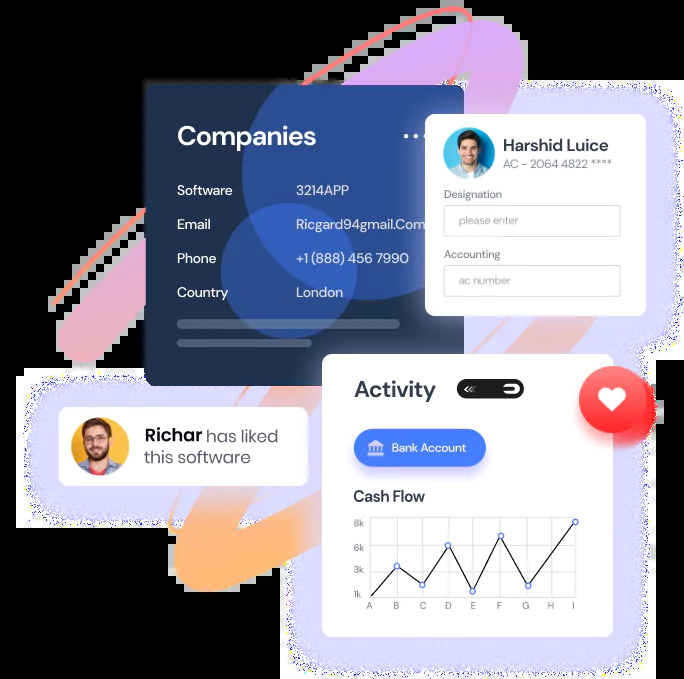 Companies
Software 3214APP
Email Ricgard94gmail.Com
Phone +1 (888) 456 7990
Country London
Harshid Luice
AC - 2064 4822 ****
Designation
please enter
Accounting
ac number
Richar has liked
this software
Activity
Bank Account
Cash Flow
8k
6k
3k
1k
A B C D E F G H I